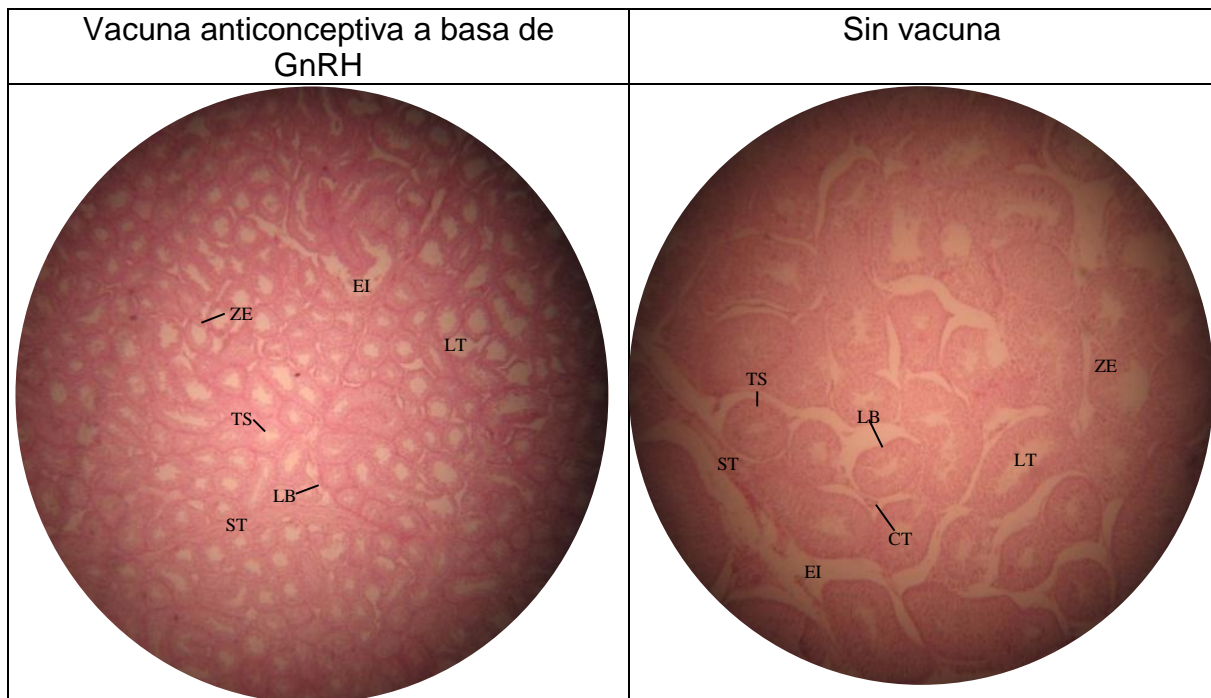 Vacuna anticonceptiva a basa de
GnRH
Sin vacuna
EI
ZE
LT
TS
LB
ST
ZE
TS
LB
ST
LT
CT
EI